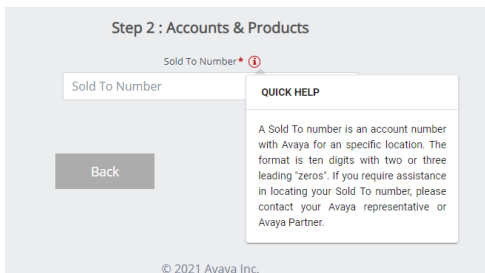 Step 2 : Accounts & Products
Sold To Number*
Sold To Number
QUICK HELP
A Sold To number is an account number
with Avaya for an specific location. The
format is ten digits with two or three
leading "zeros". If you require assistance
in locating your Sold To number, please
contact your Avaya representative or
Avaya Partner.
Back
© 2021 Avaya Inc.